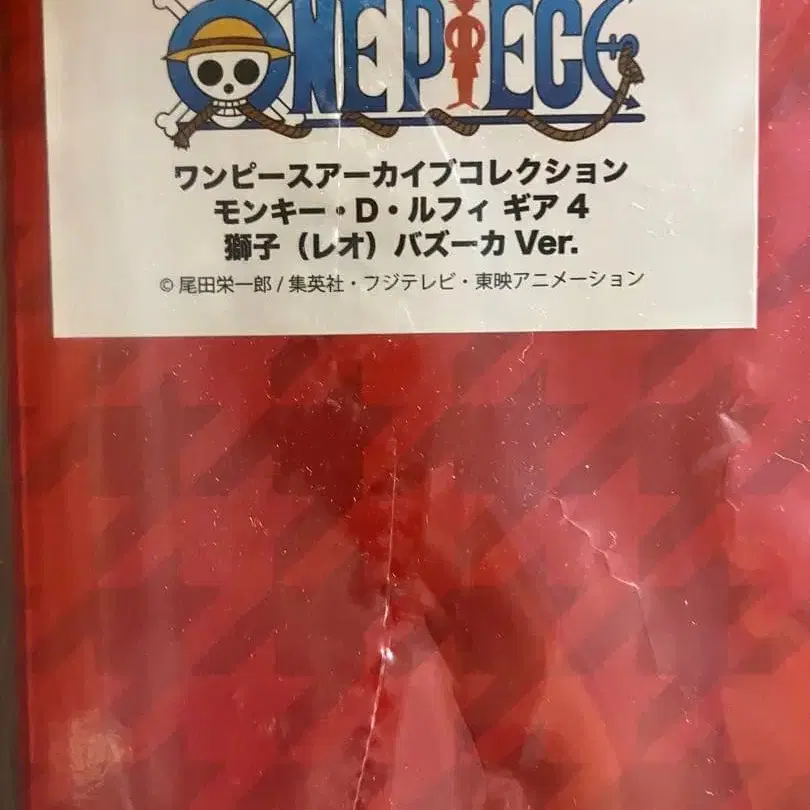 ONE PIECE
ワンピースアーカイブコレクション
モンキー・D・ルフィ ギア 4
獅子（レオ）バズーカ Ver.
© 尾田栄一郎 / 集英社・フジテレビ・東映アニメーション